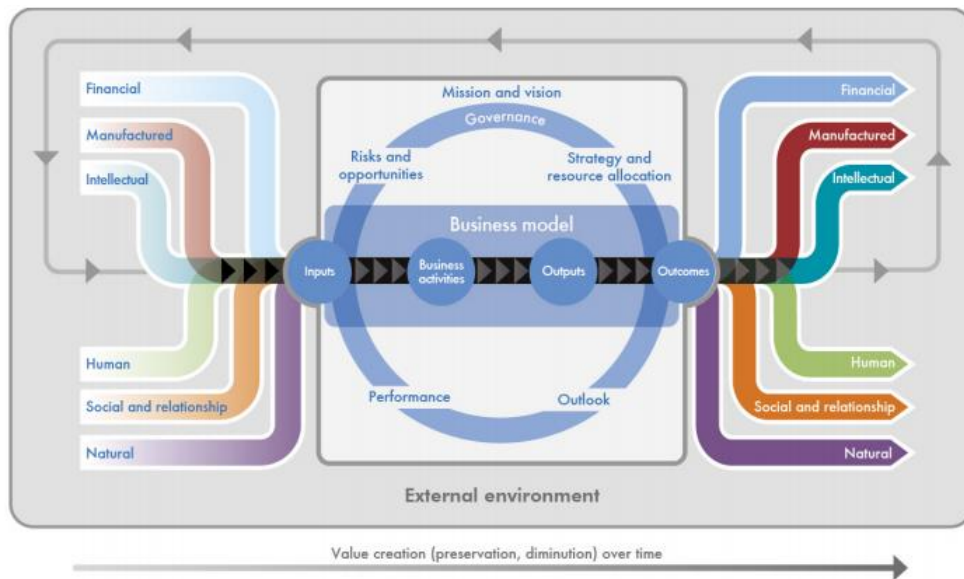 Financial
Manufactured
Intellectual
Human
Social and relationship
Natural
Mission and vision
Governance
Risks and
opportunities
Strategy and
resource allocation
Business model
Inputs
Business
activities
Outputs
Outcomes
Performance
Outlook
Financial
Manufactured
Intellectual
Human
Social and relationship
Natural
External environment
Value creation (preservation, diminution) over time